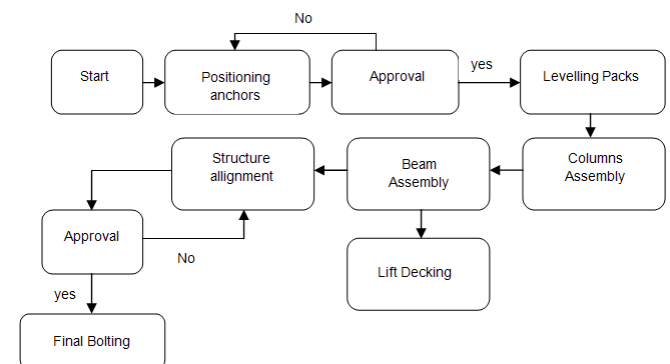 No
Start
Positioning
anchors
Approval
yes
Levelling Packs
Structure
allignment
Beam
Assembly
Columns
Assembly
Approval
No
Lift Decking
yes
Final Bolting